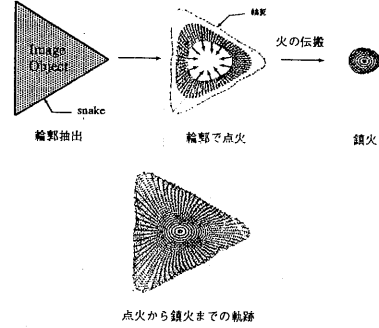 輪郭
Image
Object
火の伝搬
snake
輪郭抽出
輪郭で点火
鎮火
点火から鎮火までの軌跡